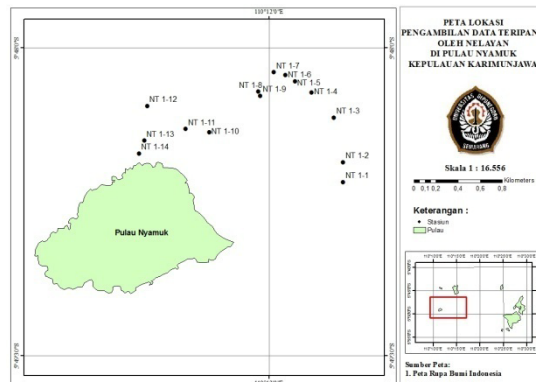 110°12'0"E
NT 1-7
NT 1-6
NT 1-5
NT 1-8
NT 1-9
NT 1-4
NT 1-12
NT 1-3
NT 1-11
NT 1-10
NT 1-13
NT 1-14
NT 1-2
NT 1-1
Pulau Nyamuk
PETA LOKASI
PENGAMBILAN DATA TERIPANG
OLEH NELAYAN
DI PULAU NYAMUK
KEPULAUAN KARIMUNJAWA
UNIVERSITAS DIPONEGORO
SEMARANG
Skala 1 : 16.556
Kilometers
0 0,1 0,2 0,4 0,6 0,8
Keterangan :
Stasiun
Pulau
Sumber Peta:
1. Peta Rupa Bumi Indonesia